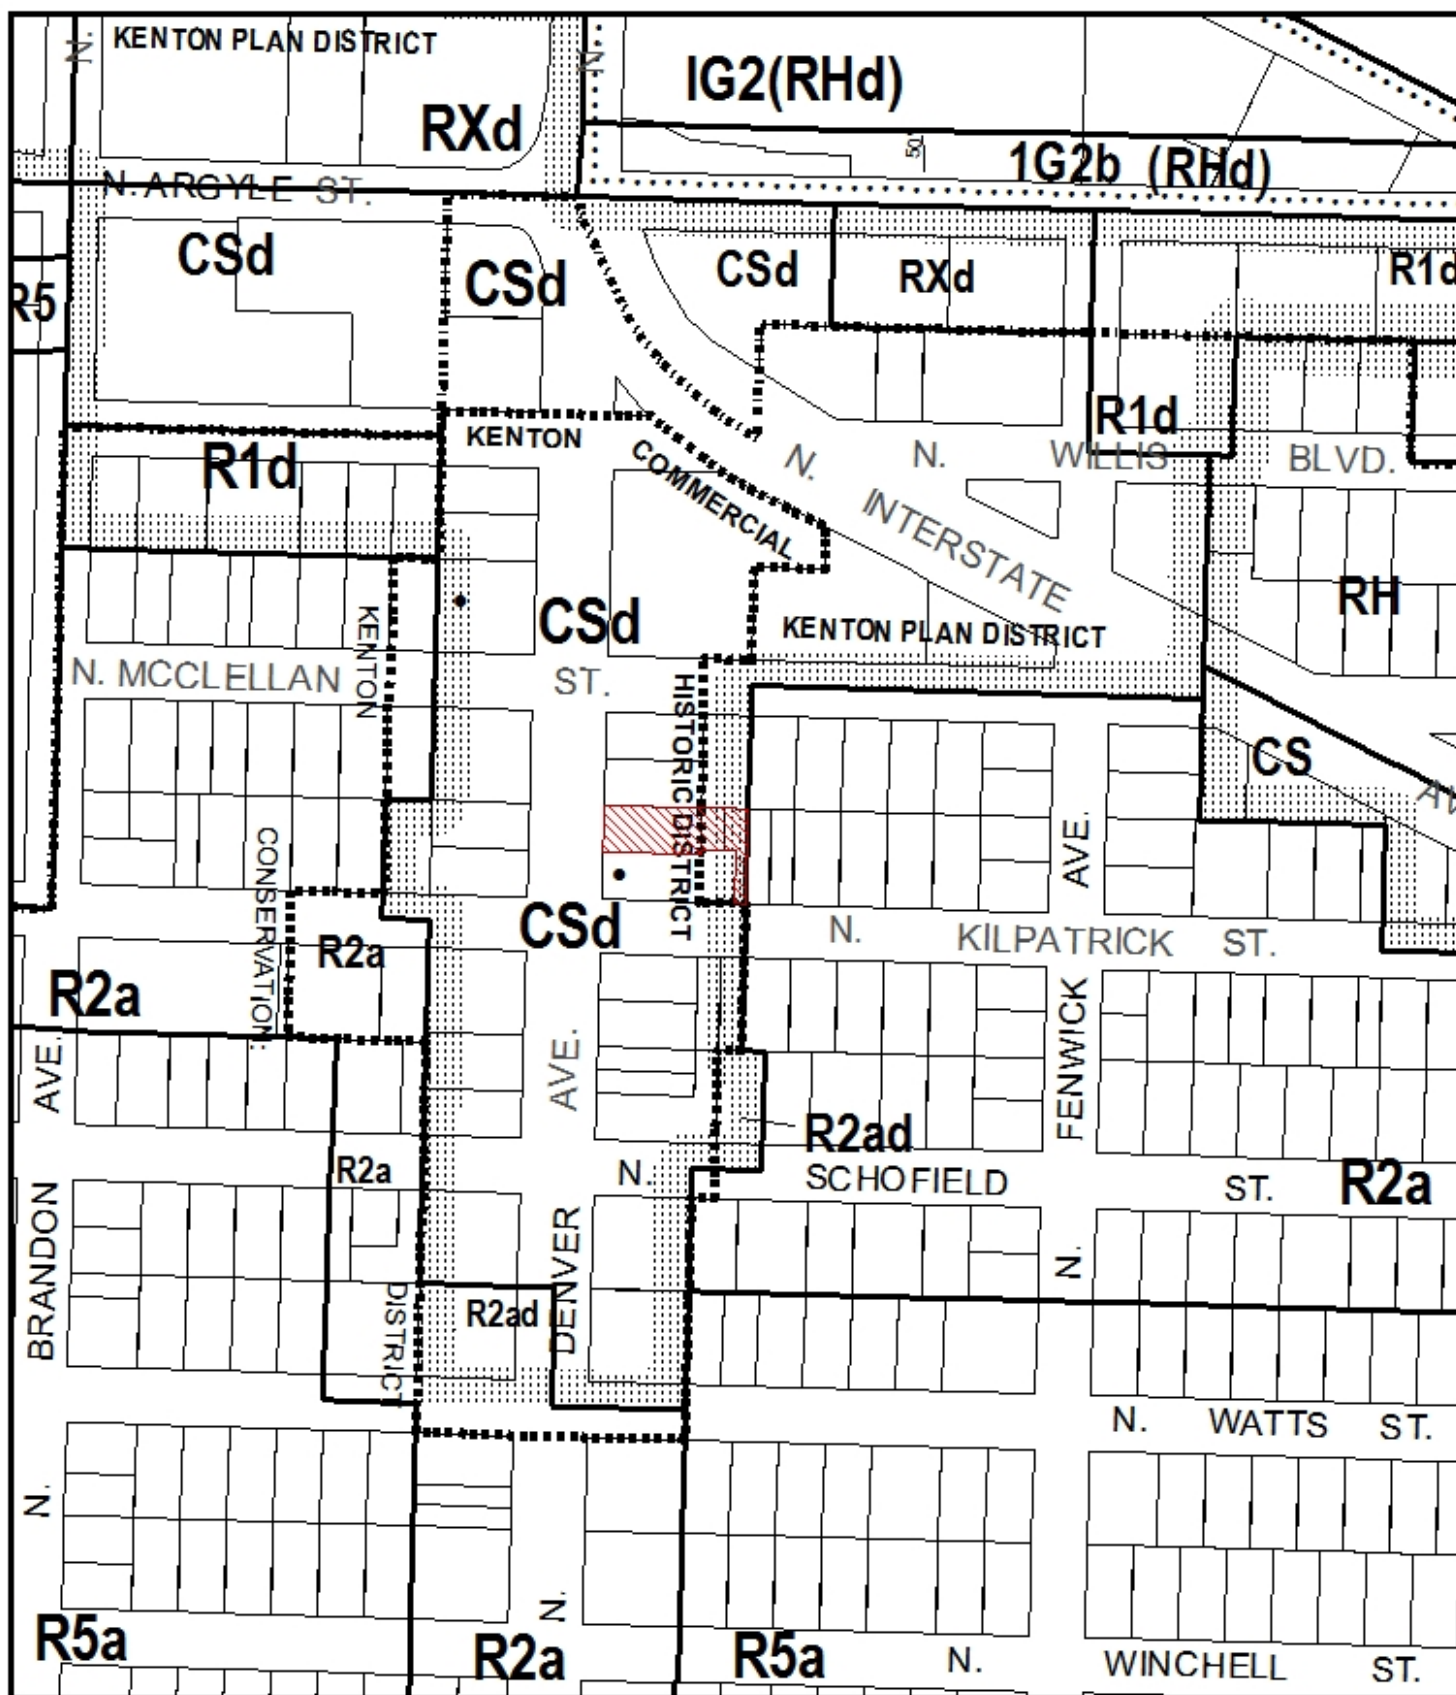 N.
KENTON PLAN DISTRICT
N
IG2(RHd)
RXd
50
1G2b (RHd)
N. ARGYLE ST.
CSd
CSd
CSd
RXd
R1d
R5
R1d
KENTON
COMMERCIAL
N.
N.
WILLIS
BLVD.
R1d
INTERSTATE
RH
CSd
KENTON PLAN DISTRICT
KENTON
N. MCCLELLAN
ST.
HISTORIC DISTRICT
CS
AV
AVE.
CONSERVATION:
CSd
N.
KILPATRICK
ST.
R2a
R2a
AVE.
AVE.
FENWICK
R2ad
R2a
N.
SCHOFIELD
ST.
R2a
BRANDON
DENVER
N.
DISTRICT
R2ad
N.
WATTS
ST.
N.
N.
R5a
R2a
R5a
N.
WINCHELL
ST.